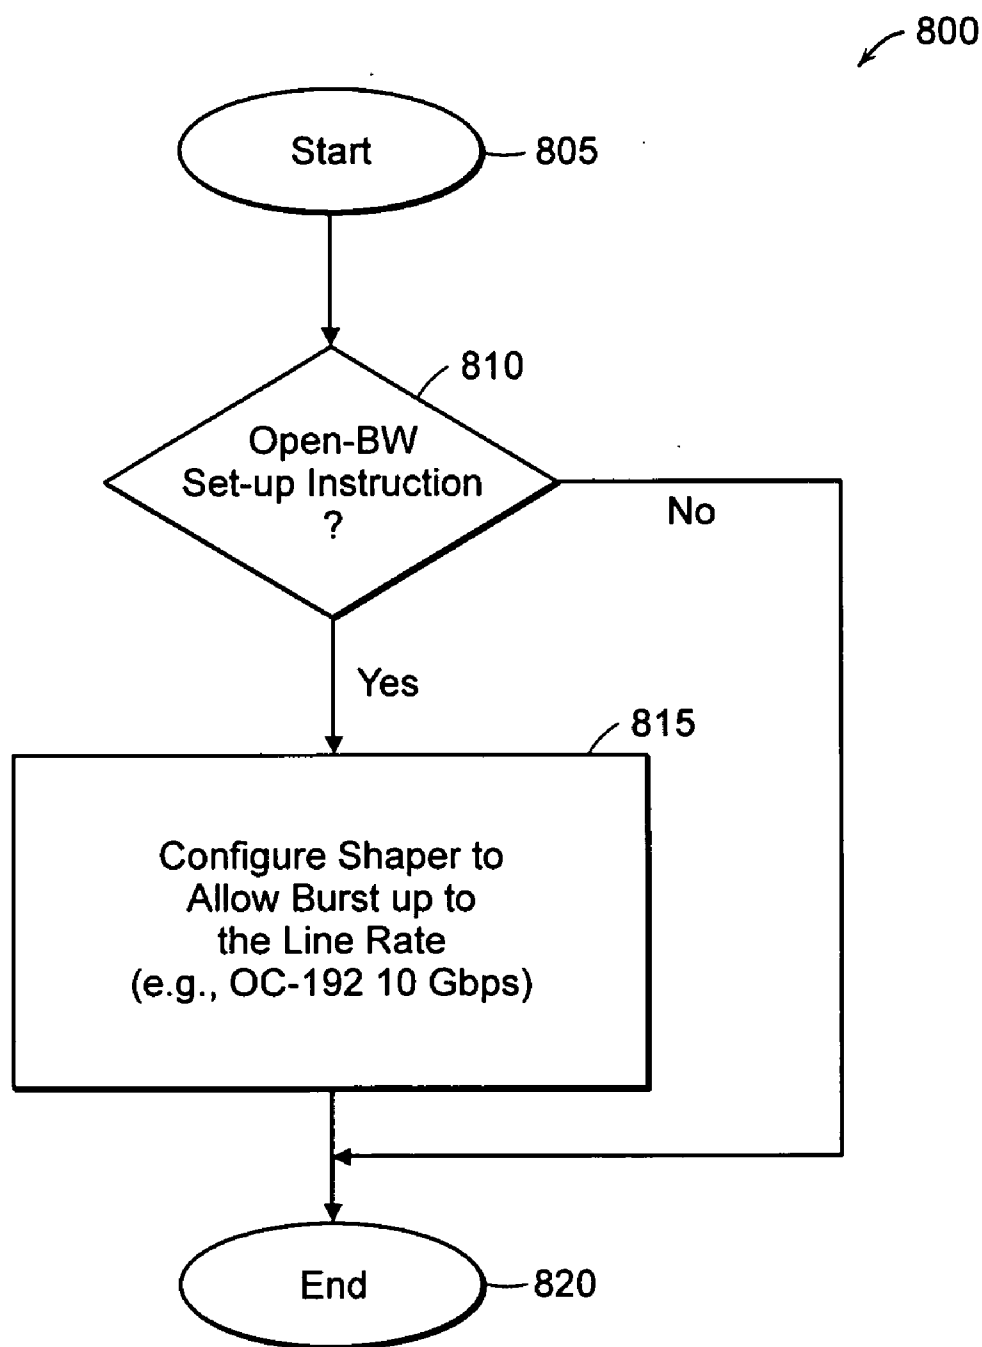 800
Start
805
810
Open-BW
Set-up Instruction
?
No
Yes
815
Configure Shaper to
Allow Burst up to
the Line Rate
(e.g., OC-192 10 Gbps)
End
820